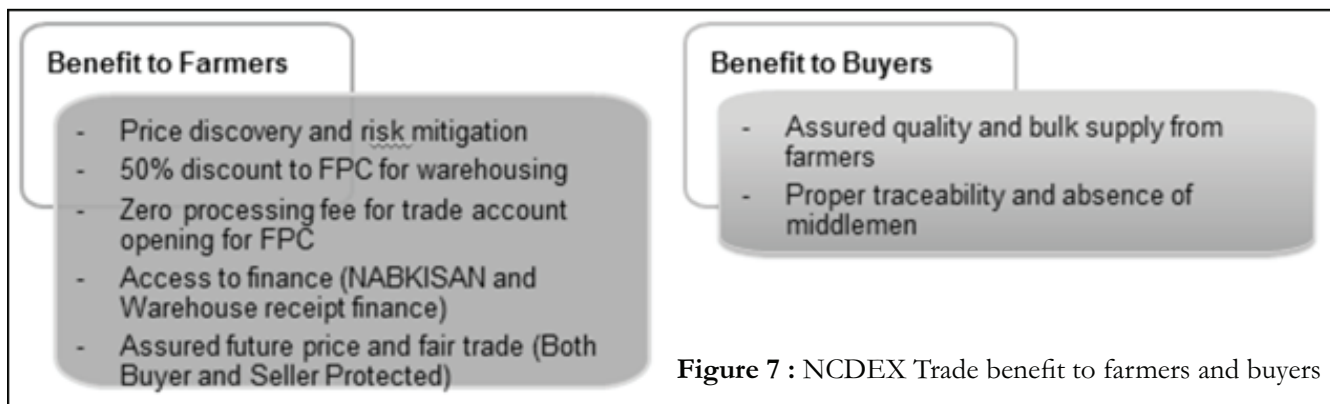 Benefit to Farmers
- Price discovery and risk mitigation
- 50% discount to FPC for warehousing
- Zero processing fee for trade account
opening for FPC
- Access to finance (NABKISAN and
Warehouse receipt finance)
- Assured future price and fair trade (Both
Buyer and Seller Protected)
Benefit to Buyers
- Assured quality and bulk supply from
farmers
- Proper traceability and absence of
middlemen
Figure 7 : NCDEX Trade benefit to farmers and buyers